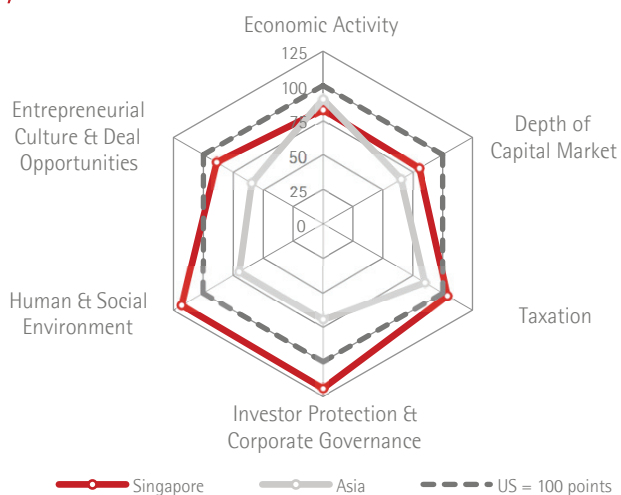 Economic Activity
125
100
75
50
25
0
Entrepreneurial
Culture & Deal
Opportunities
Depth of
Capital Market
Human & Social
Environment
Taxation
Investor Protection &
Corporate Governance
Singapore
Asia
US = 100 points